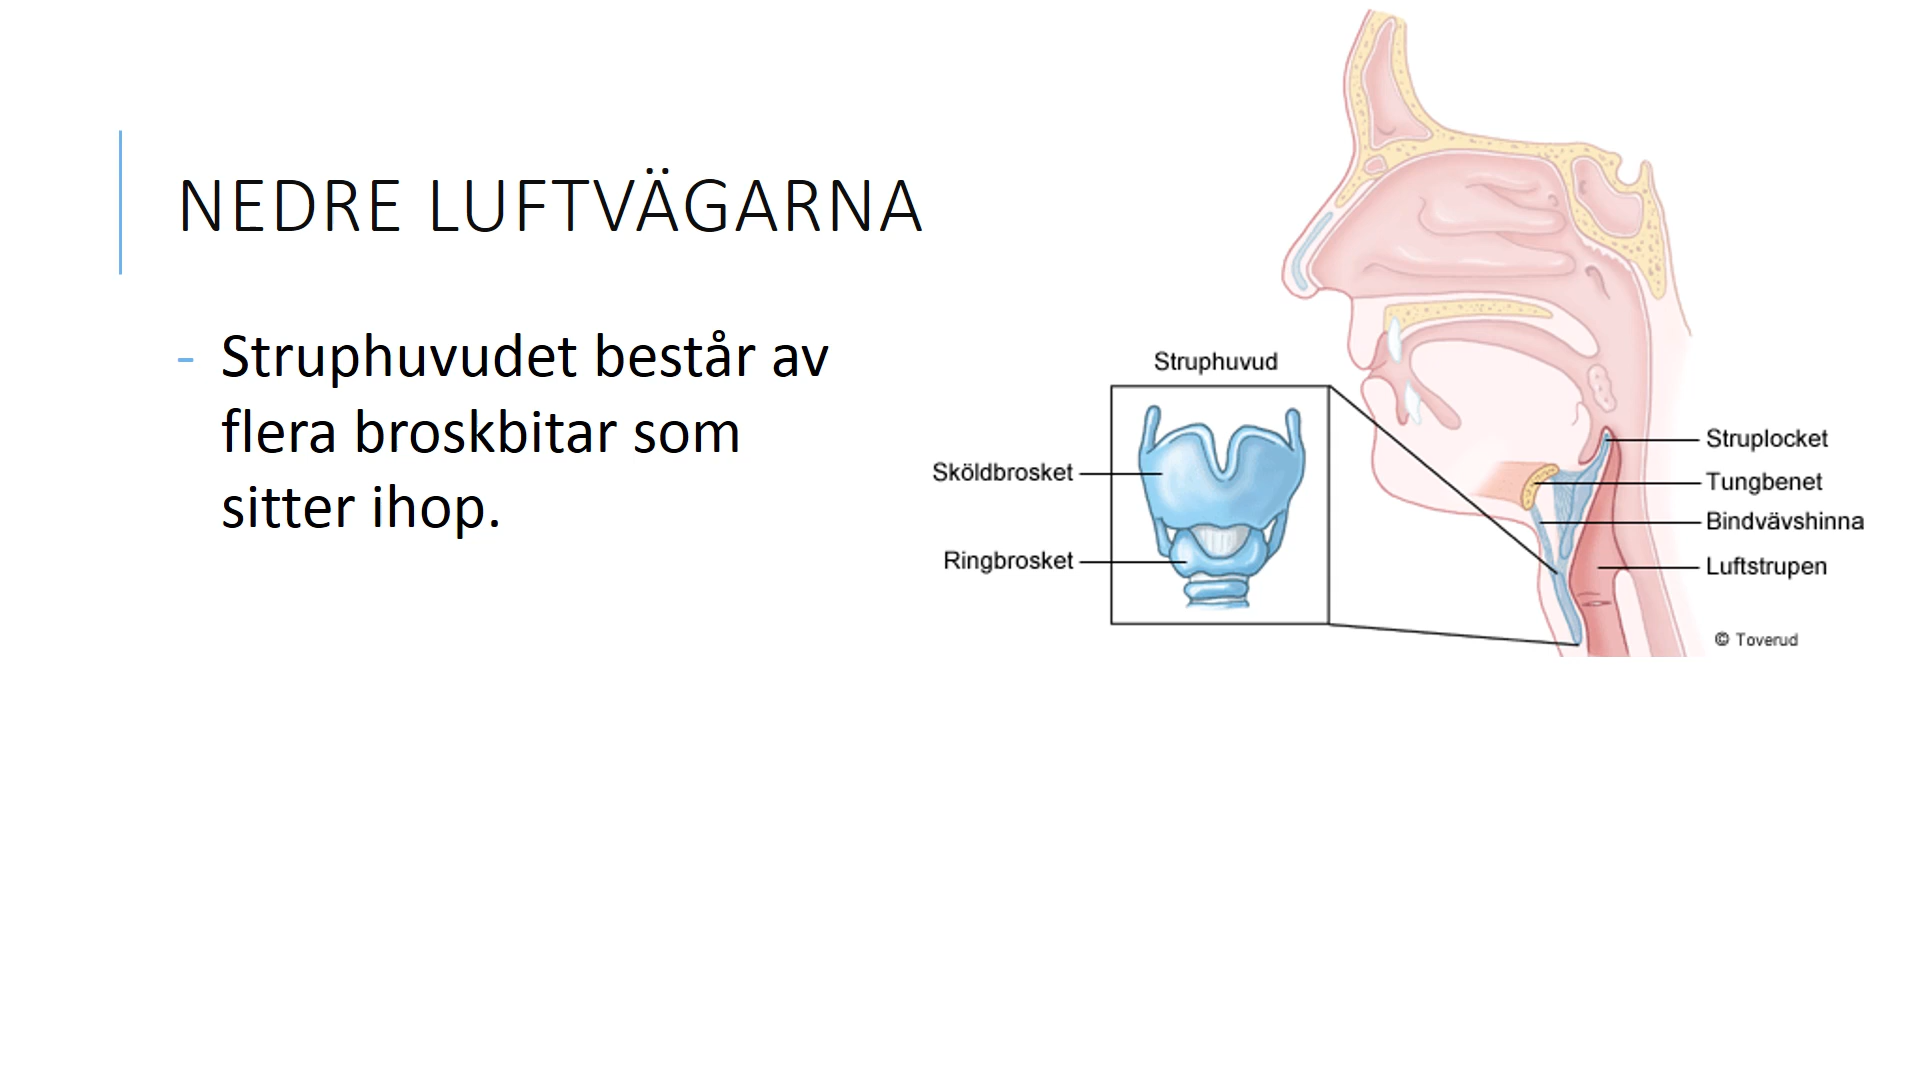 NEDRE LUFTVÄGARNA
- Struphuvudet består av
flera broskbitar som
sitter ihop.
Struphuvud
Sköldbrosket
Ringbrosket
Struplocket
Tungbenet
Bindvävshinna
Luftstrupen
© Toverud